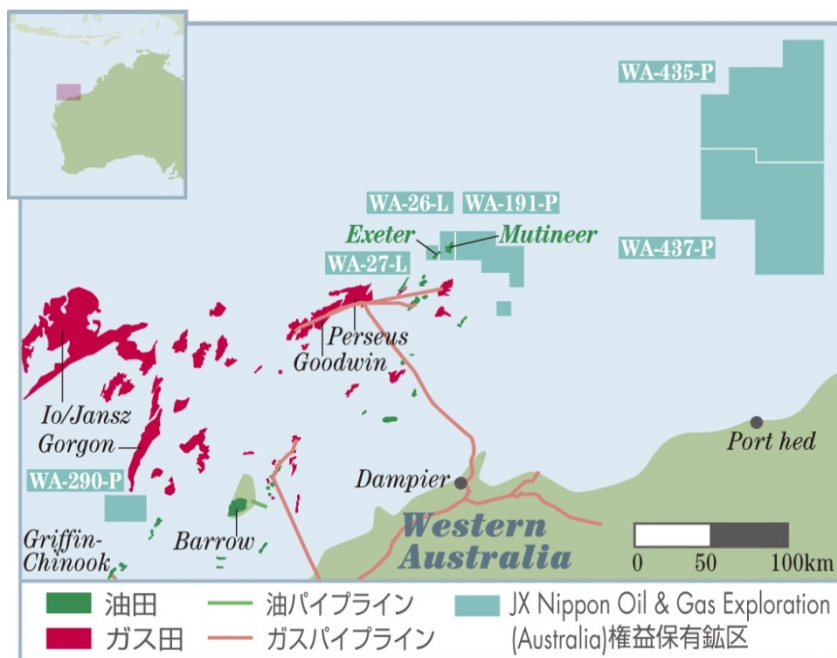 WA-435-P
WA-26-L
WA-191-P
Exeter
Mutineer
WA-437-P
WA-27-L
Perseus
Goodwin
Io/Jansz
Gorgon
Port hed
WA-290-P
Dampier
Griffin-
Chinook
Barrow
Western
Australia
0 50 100km
油田
油パイプライン
JX Nippon Oil & Gas Exploration
ガス田
ガスパイプライン
(Australia)権益保有鉱区